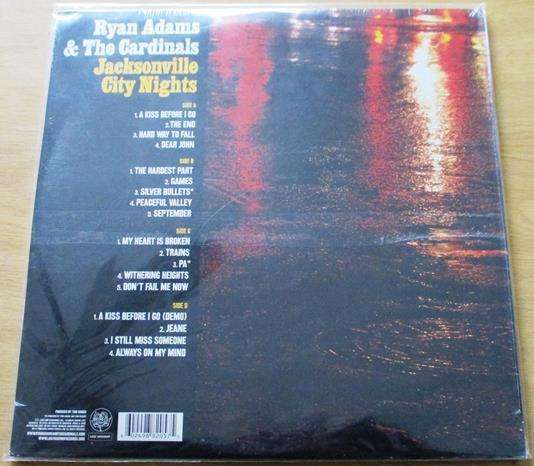 Ryan Adams
& The Cardinals
Jacksonville
City Nights
SIDE A
1. A KISS BEFORE I GO
2. THE END
3. HARD WAY TO FALL
4. DEAR JOHN
SIDE B
1. THE HARDEST PART
2. GAMES
3. SILVER BULLETS*
4. PEACEFUL VALLEY
5. SEPTEMBER
SIDE C
1. MY HEART IS BROKEN
2. TRAINS
3. PA*
4. WITHERING HEIGHTS
5. DON'T FAIL ME NOW
SIDE D
1. A KISS BEFORE I GO (DEMO)
2. JEANE
3. I STILL MISS SOMEONE
4. ALWAYS ON MY MIND